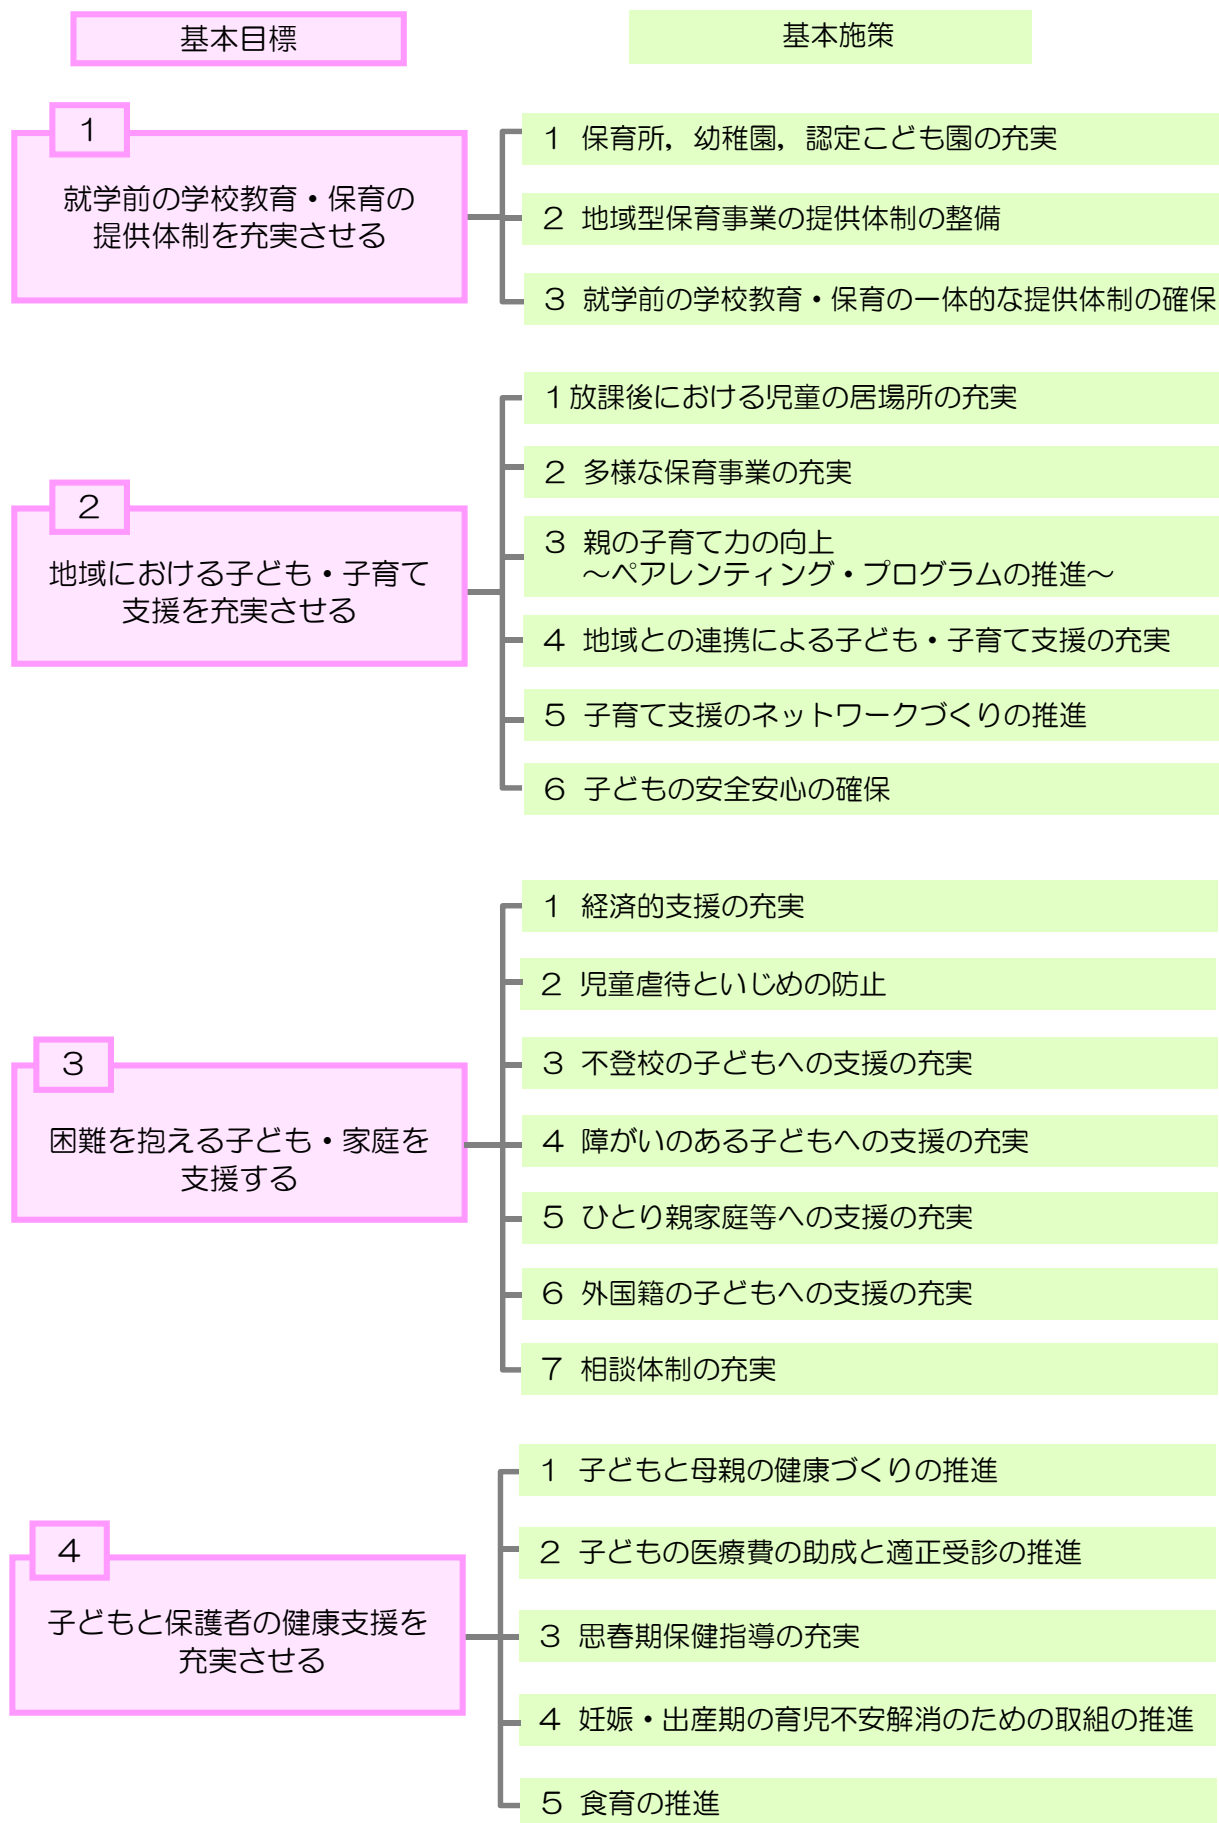 基本目標
基本施策
1
就学前の学校教育・保育の
提供体制を充実させる
1 保育所，幼稚園，認定こども園の充実
2 地域型保育事業の提供体制の整備
3 就学前の学校教育・保育の一体的な提供体制の確保
2
地域における子ども・子育て
支援を充実させる
1放課後における児童の居場所の充実
2 多様な保育事業の充実
3 親の子育て力の向上
～ペアレンティング・プログラムの推進～
4 地域との連携による子ども・子育て支援の充実
5 子育て支援のネットワークづくりの推進
6 子どもの安全安心の確保
3
困難を抱える子ども・家庭を
支援する
1 経済的支援の充実
2 児童虐待といじめの防止
3 不登校の子どもへの支援の充実
4 障がいのある子どもへの支援の充実
5 ひとり親家庭等への支援の充実
6 外国籍の子どもへの支援の充実
7 相談体制の充実
4
子どもと保護者の健康支援を
充実させる
1 子どもと母親の健康づくりの推進
2 子どもの医療費の助成と適正受診の推進
3 思春期保健指導の充実
4 妊娠・出産期の育児不安解消のための取組の推進
5 食育の推進